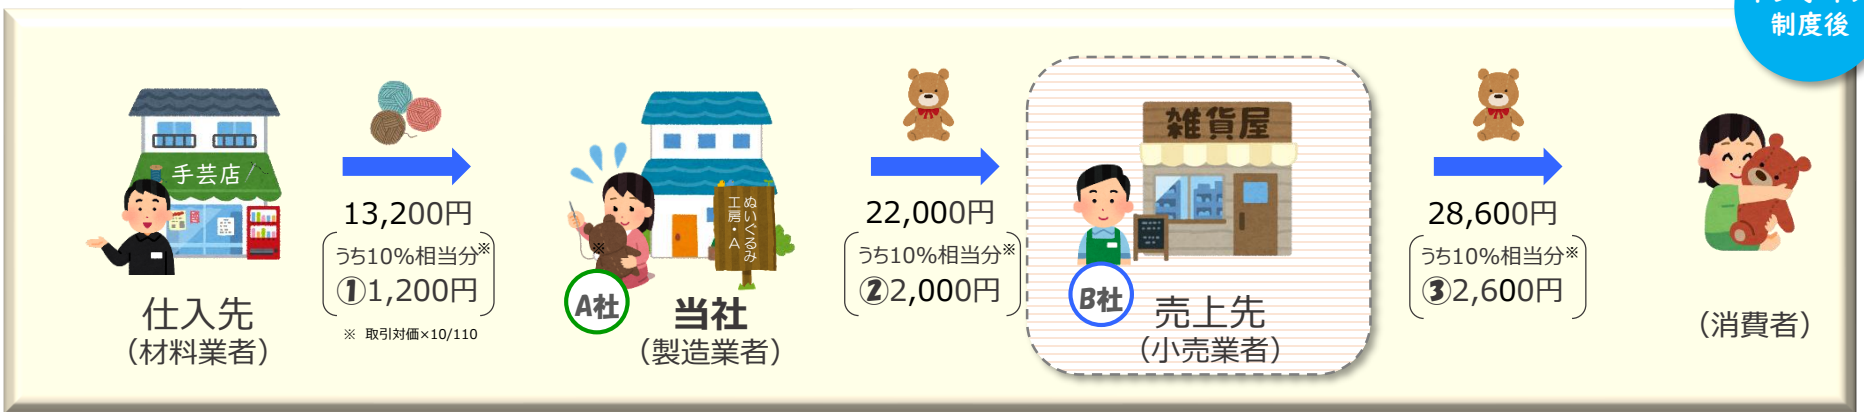 制度後
手芸店
13,200円
うち10%相当分※
①1,200円
※ 取引対価×10/110
仕入先
（材料業者）
※
ぬいぐるみ
工房・A
A社
当社
（製造業者）
22,000円
うち10%相当分※
②2,000円
雑貨屋
B社
売上先
（小売業者）
28,600円
うち10%相当分※
③2,600円
（消費者）